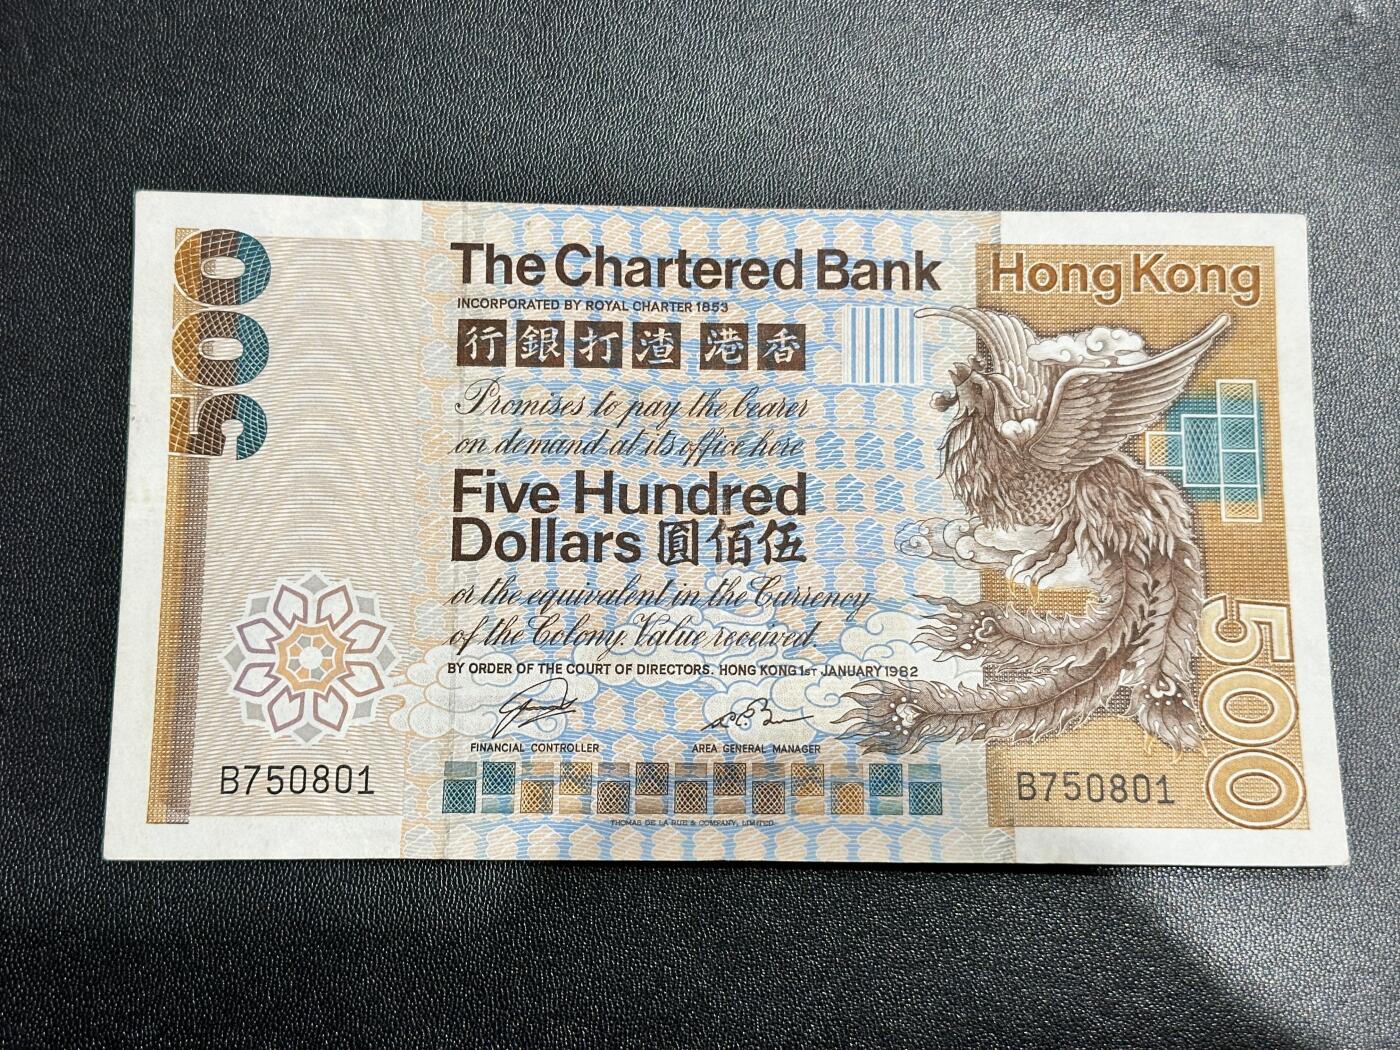 500
The Chartered Bank
Hong Kong
INCORPORATED BY ROYAL CHARTER 1853
行銀打渣港香
Promises to pay the bearer
on demand at its office here
Five Hundred
Dollars 圓佰伍
or the equivalent in the Currency
of the Colony. Value received.
BY ORDER OF THE COURT OF DIRECTORS. HONG KONG 1ST JANUARY 1982
FINANCIAL CONTROLLER AREA GENERAL MANAGER
B750801
B750801
500
THOMAS DE LA RUE & COMPANY, LIMITED.